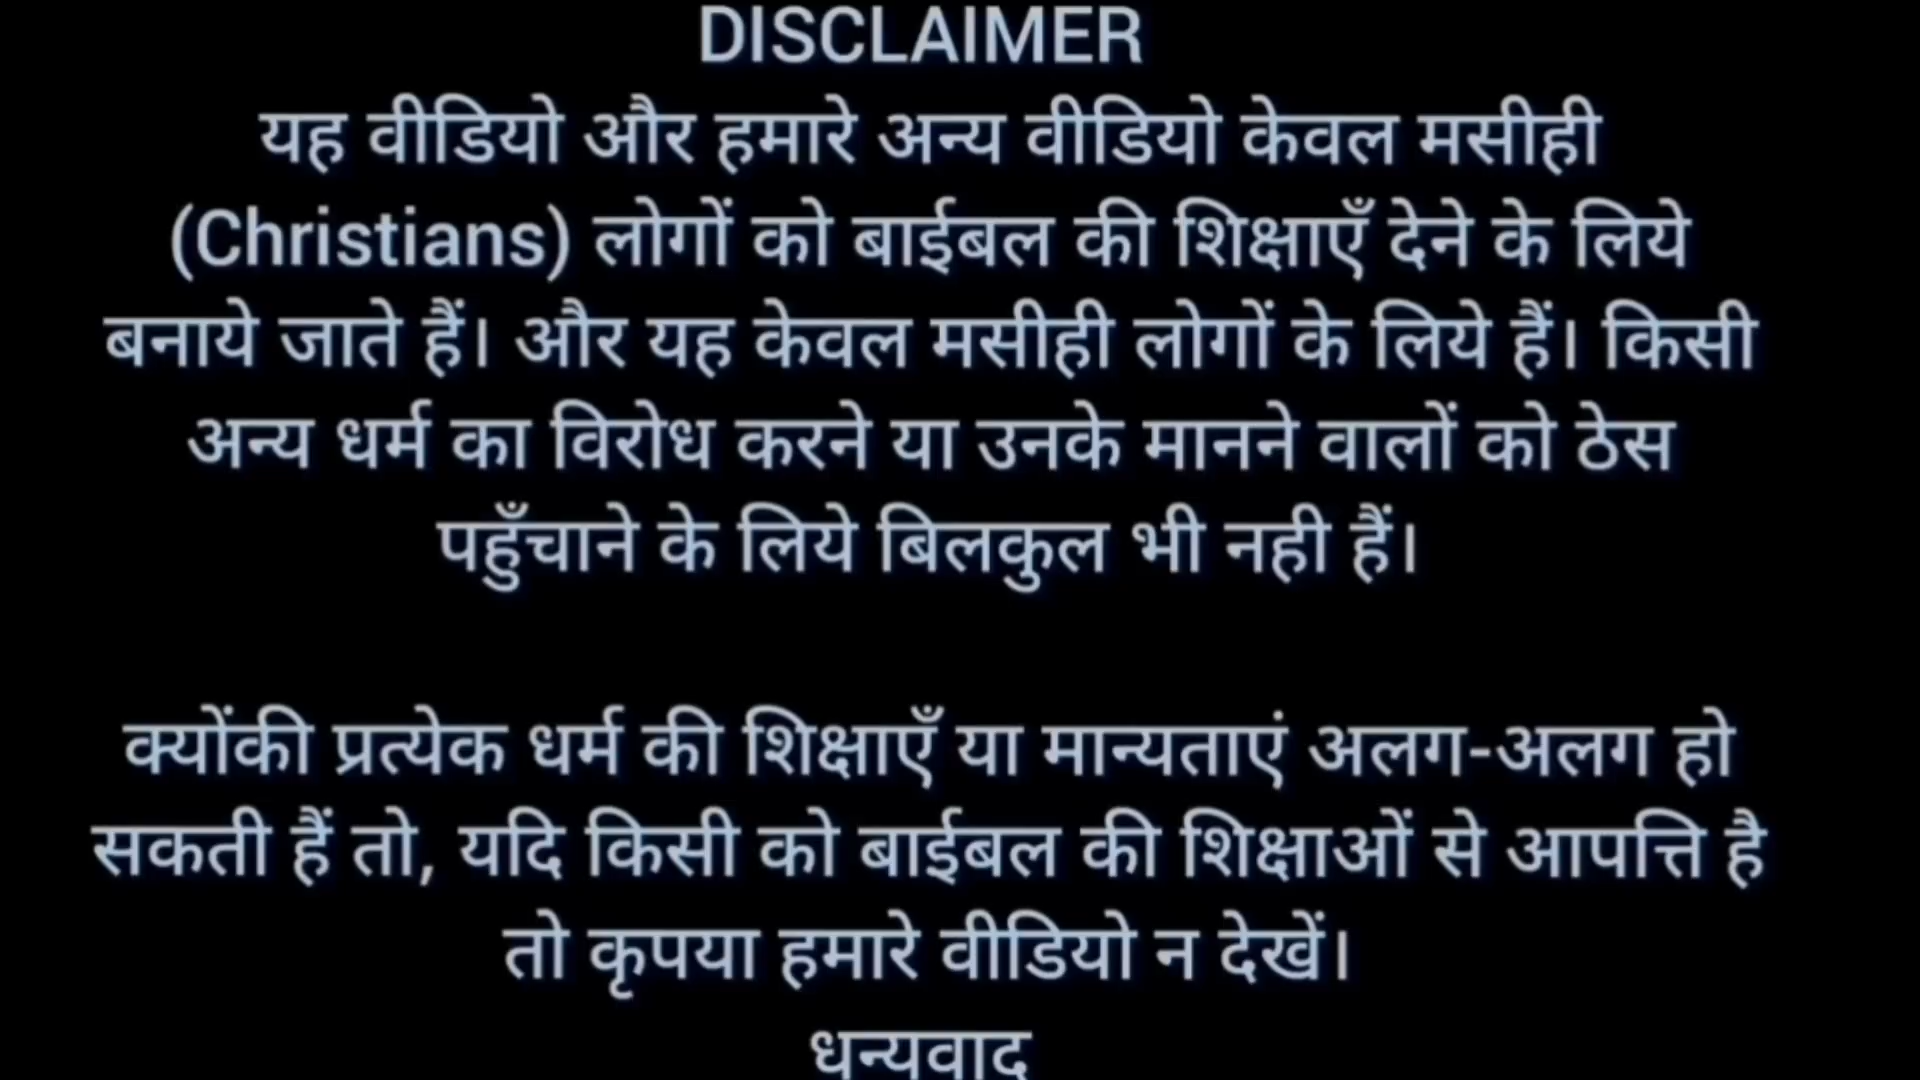 DISCLAIMER
यह वीडियो और हमारे अन्य वीडियो केवल मसीही
(Christians) लोगों को बाईबल की शिक्षाएँ देने के लिये
बनाये जाते हैं। और यह केवल मसीही लोगों के लिये हैं। किसी
अन्य धर्म का विरोध करने या उनके मानने वालों को ठेस
पहुँचाने के लिये बिलकुल भी नही हैं।
क्योंकी प्रत्येक धर्म की शिक्षाएँ या मान्यताएं अलग-अलग हो
सकती हैं तो, यदि किसी को बाईबल की शिक्षाओं से आपत्ति है
तो कृपया हमारे वीडियो न देखें।
धन्यवाद